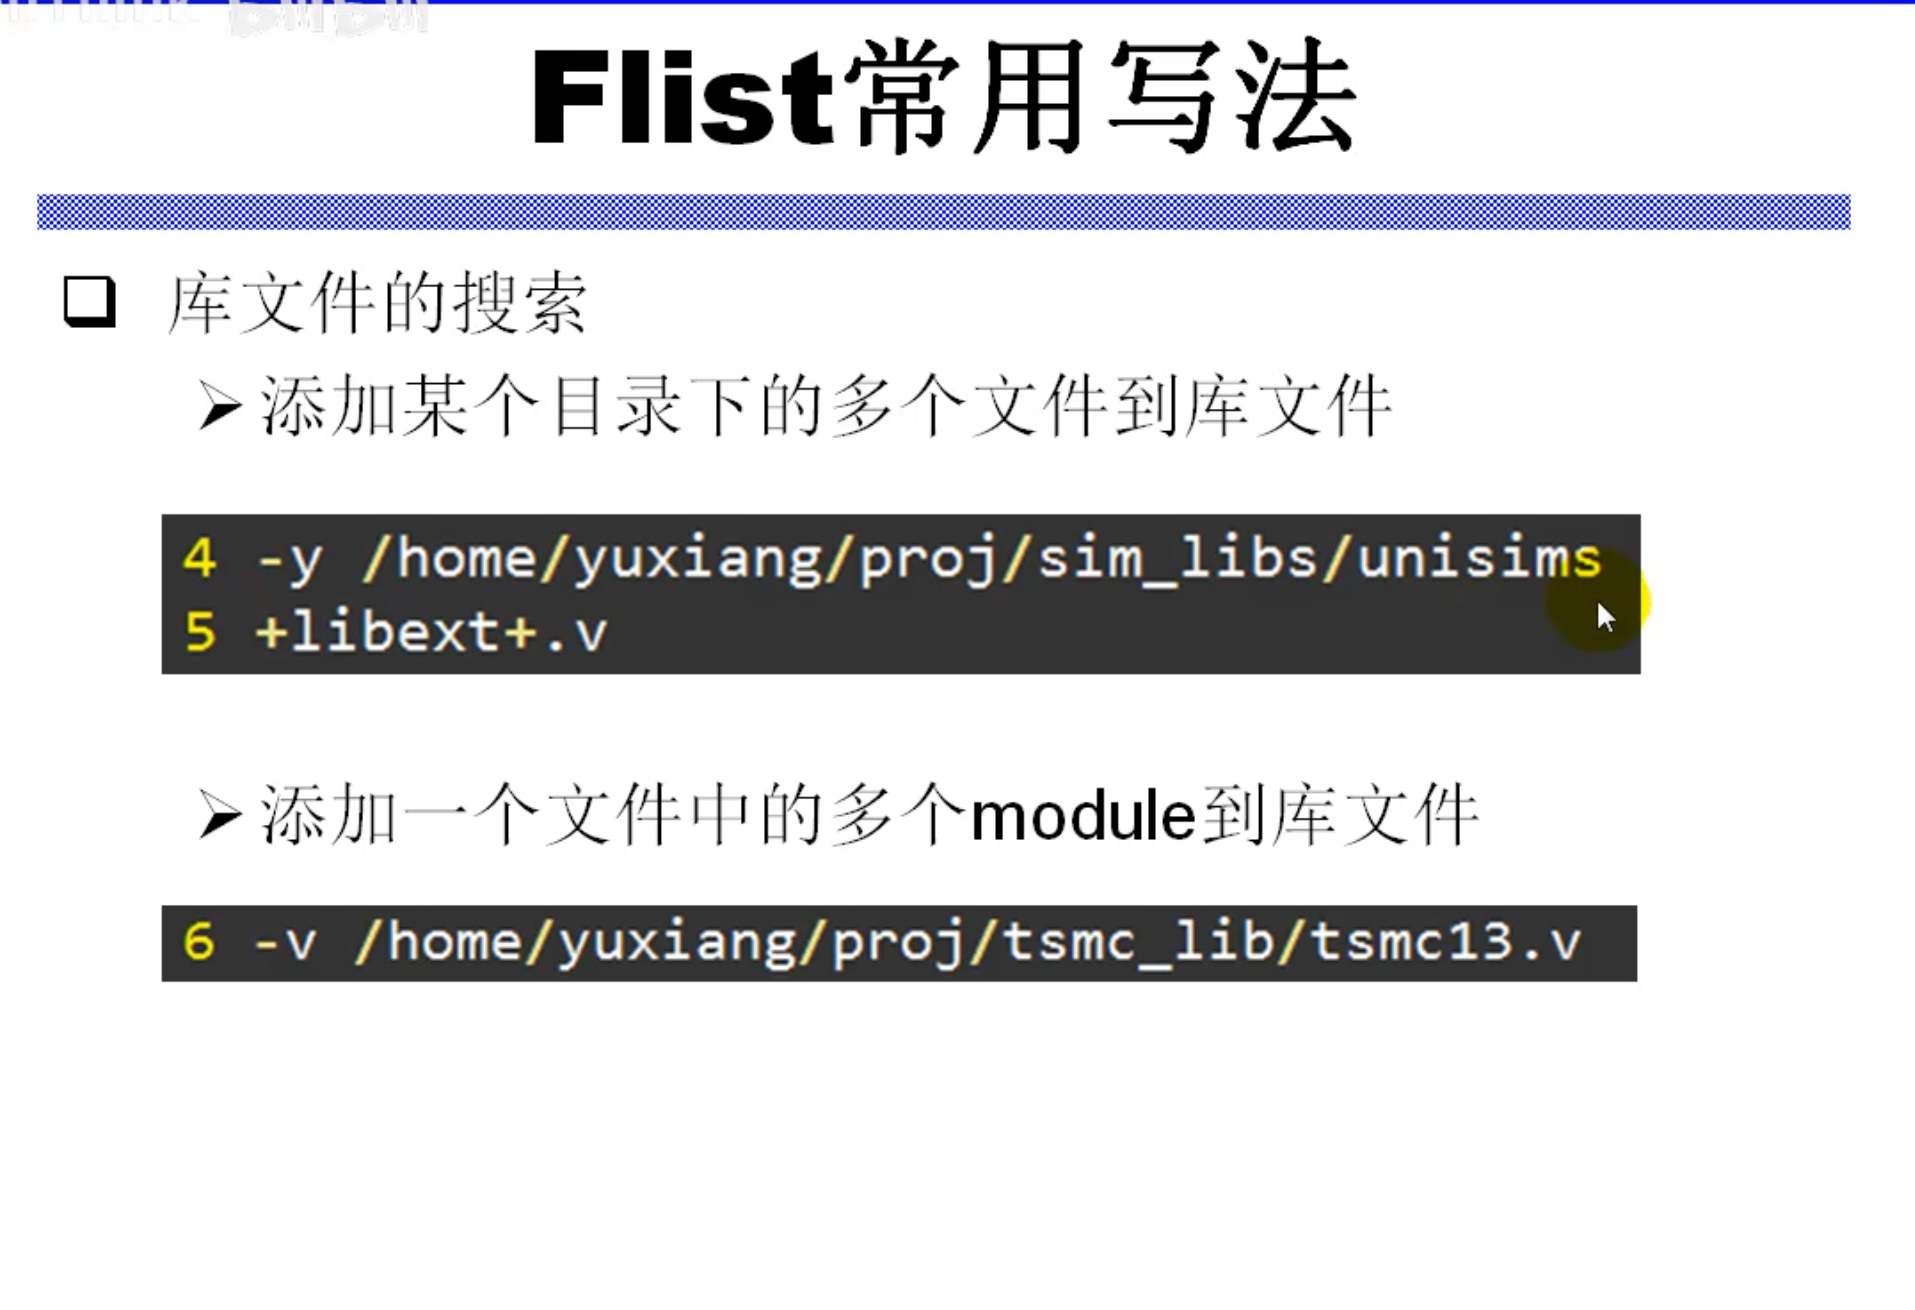 Flist常用写法
库文件的搜索
添加某个目录下的多个文件到库文件
4 -y /home/yuxiang/proj/sim_libs/unisims
5 +libext+.v
添加一个文件中的多个module到库文件
6 -v /home/yuxiang/proj/tsmc_lib/tsmc13.v